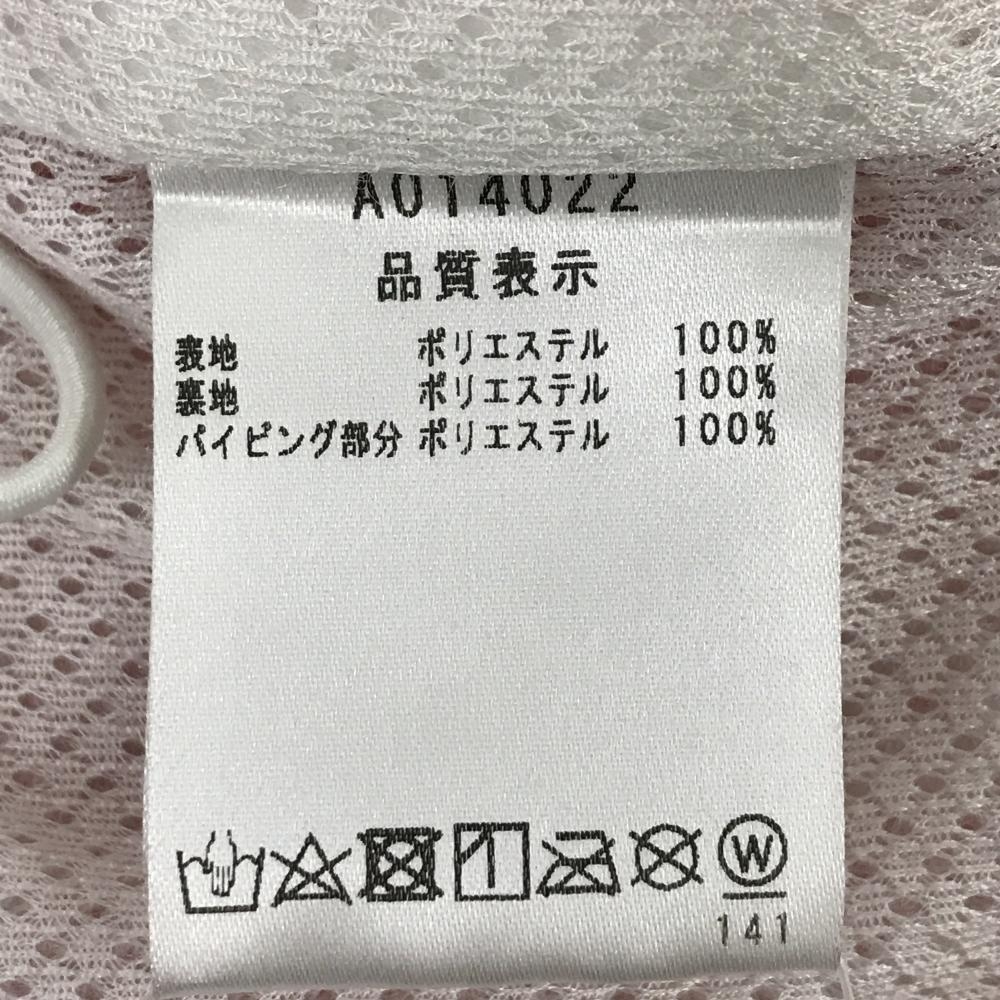 A014022
品質表示
表地 ポリエステル 100%
裏地 ポリエステル 100%
パイピング部分 ポリエステル 100%
W
141